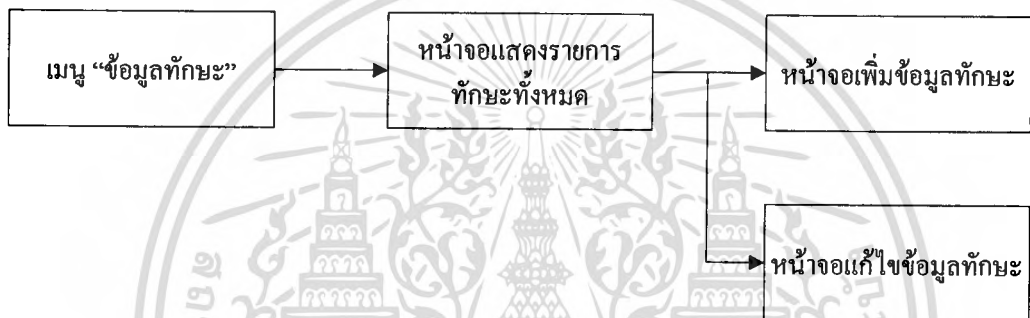 เมนู “ข้อมูลทักษะ”
หน้าจอแสดงรายการ
ทักษะทั้งหมด
หน้าจอเพิ่มข้อมูลทักษะ
หน้าจอแก้ไขข้อมูลทักษะ